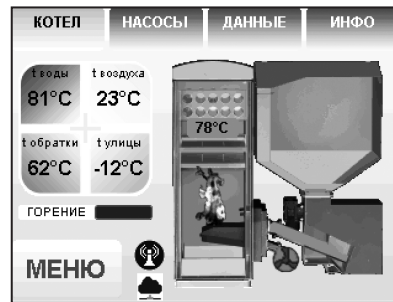 КОТЕЛ НАСОСЫ ДАННЫЕ ИНФО
t воды t воздуха
81°C 23°C
78°C
t обратки t улицы
62°C -12°C
ГОРЕНИЕ
МЕНЮ